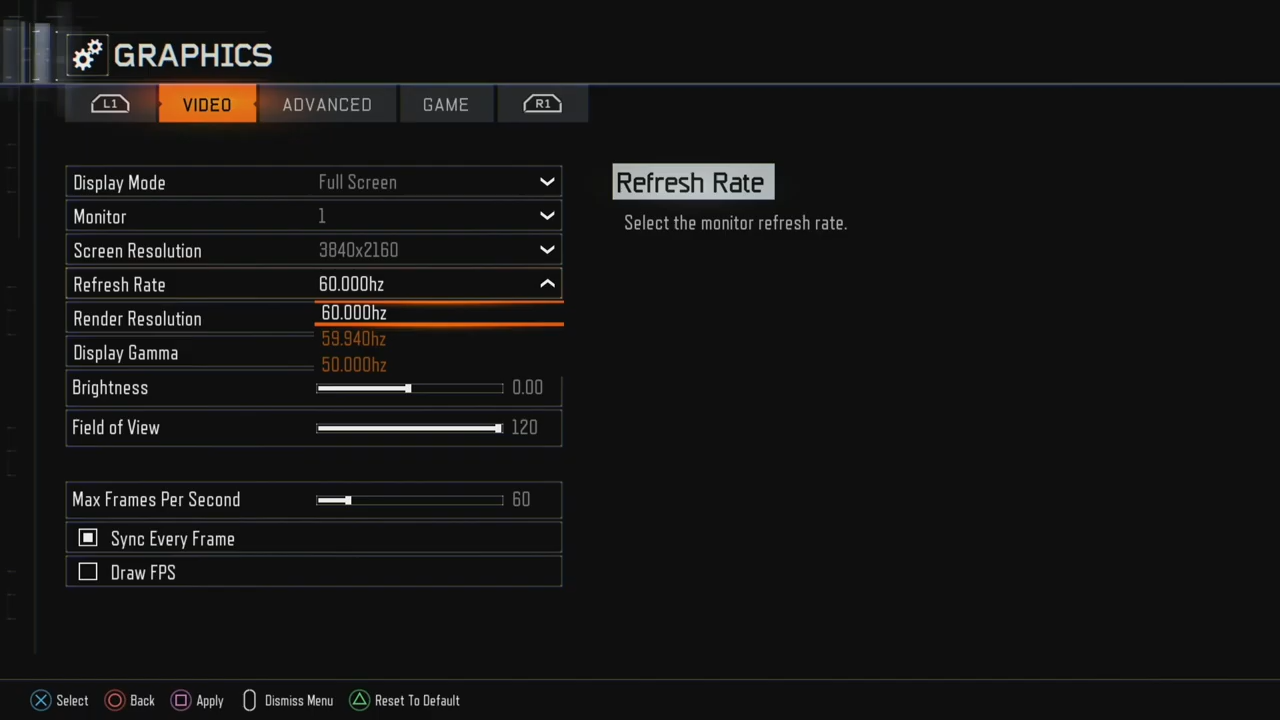 GRAPHICS
L1 VIDEO ADVANCED GAME R1
Display Mode Full Screen
Monitor 1
Screen Resolution 3840x2160
Refresh Rate 60.000hz
60.000hz
Render Resolution
59.940hz
Display Gamma
50.000hz
Brightness 0.00
Field of View 120
Max Frames Per Second 60
Sync Every Frame
Draw FPS
Refresh Rate
Select the monitor refresh rate.
Select Back Apply Dismiss Menu Reset To Default